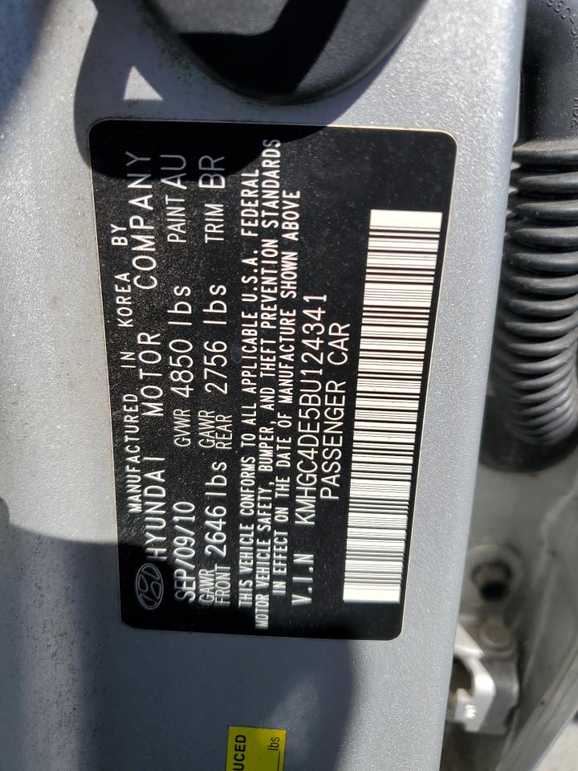 MANUFACTURED IN KOREA BY
HYUNDAI MOTOR COMPANY
SEP/09/10 GVWR 4850 lbs PAINT AU
GAWR FRONT 2646 lbs GAWR REAR 2756 lbs TRIM BR
THIS VEHICLE CONFORMS TO ALL APPLICABLE U.S.A. FEDERAL
MOTOR VEHICLE SAFETY, BUMPER, AND THEFT PREVENTION STANDARDS
IN EFFECT ON THE DATE OF MANUFACTURE SHOWN ABOVE
V.I.N KMHGC4DE5BU124341
PASSENGER CAR
UCED
lbs